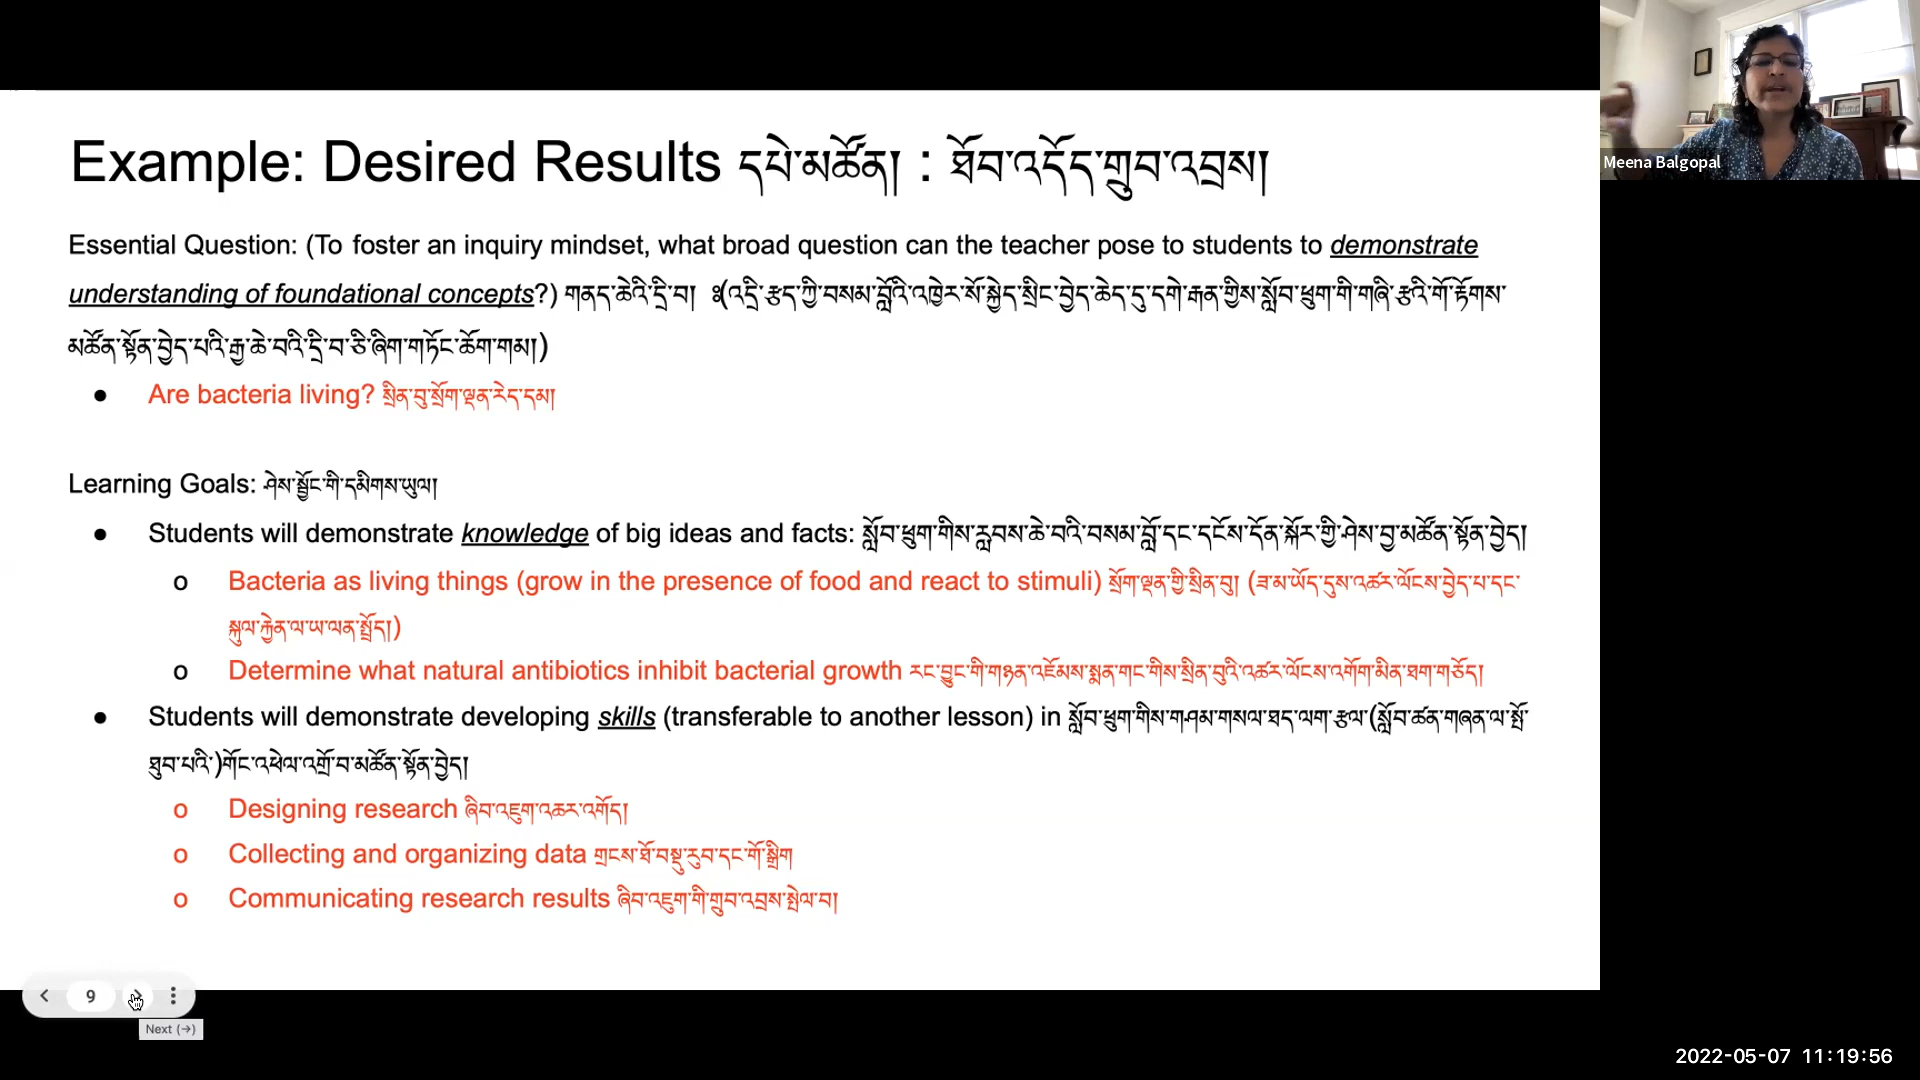 Meena Balgopal
Example: Desired Results དཔེ་མཚོན། : ཐོབ་འདོད་གྲུབ་འབྲས།
Essential Question: (To foster an inquiry mindset, what broad question can the teacher pose to students to demonstrate
understanding of foundational concepts?) གནད་ཆེའི་དྲི་བ། ༼འདྲི་རྩད་ཀྱི་བསམ་བློའི་འཁྱེར་སོ་སྐྱེད་སྲིང་བྱེད་ཆེད་དུ་དགེ་རྒན་གྱིས་སློབ་ཕྲུག་གི་གཞི་རྩའི་གོ་རྟོགས་
མཚོན་སྟོན་བྱེད་པའི་རྒྱ་ཆེ་བའི་དྲི་བ་ཅི་ཞིག་གཏོང་ཆོག་གམ།)
● Are bacteria living? སྲིན་བུ་སྲོག་ལྡན་རེད་དམ།
Learning Goals: ཤེས་སྦྱོང་གི་དམིགས་ཡུལ།
● Students will demonstrate knowledge of big ideas and facts: སློབ་ཕྲུག་གིས་རླབས་ཆེ་བའི་བསམ་བློ་དང་དངོས་དོན་སྐོར་གྱི་ཤེས་བྱ་མཚོན་སྟོན་བྱེད།
o Bacteria as living things (grow in the presence of food and react to stimuli) སྲོག་ལྡན་གྱི་སྲིན་བུ། (ཟ་མ་ཡོད་དུས་འཚར་ལོངས་བྱེད་པ་དང་
སྐུལ་རྐྱེན་ལ་ཡ་ལན་སྤྲོད།)
o Determine what natural antibiotics inhibit bacterial growth རང་བྱུང་གི་གཉན་འཇོམས་སྨན་གང་གིས་སྲིན་བུའི་འཚར་ལོངས་འགོག་མིན་ཐག་གཅོད།
● Students will demonstrate developing skills (transferable to another lesson) in སློབ་ཕྲུག་གིས་གཤམ་གསལ་ཐད་ལག་རྩལ་(སློབ་ཚན་གཞན་ལ་སྤོ་
ཐུབ་པའི་)གོང་འཕེལ་འགྲོ་བ་མཚོན་སྟོན་བྱེད།
o Designing research ཞིབ་འཇུག་འཆར་འགོད།
o Collecting and organizing data གྲངས་ཐོ་བསྡུ་རུབ་དང་གོ་སྒྲིག
o Communicating research results ཞིབ་འཇུག་གི་གྲུབ་འབྲས་སྤེལ་བ།
9
Next (→)
2022-05-07 11:19:56